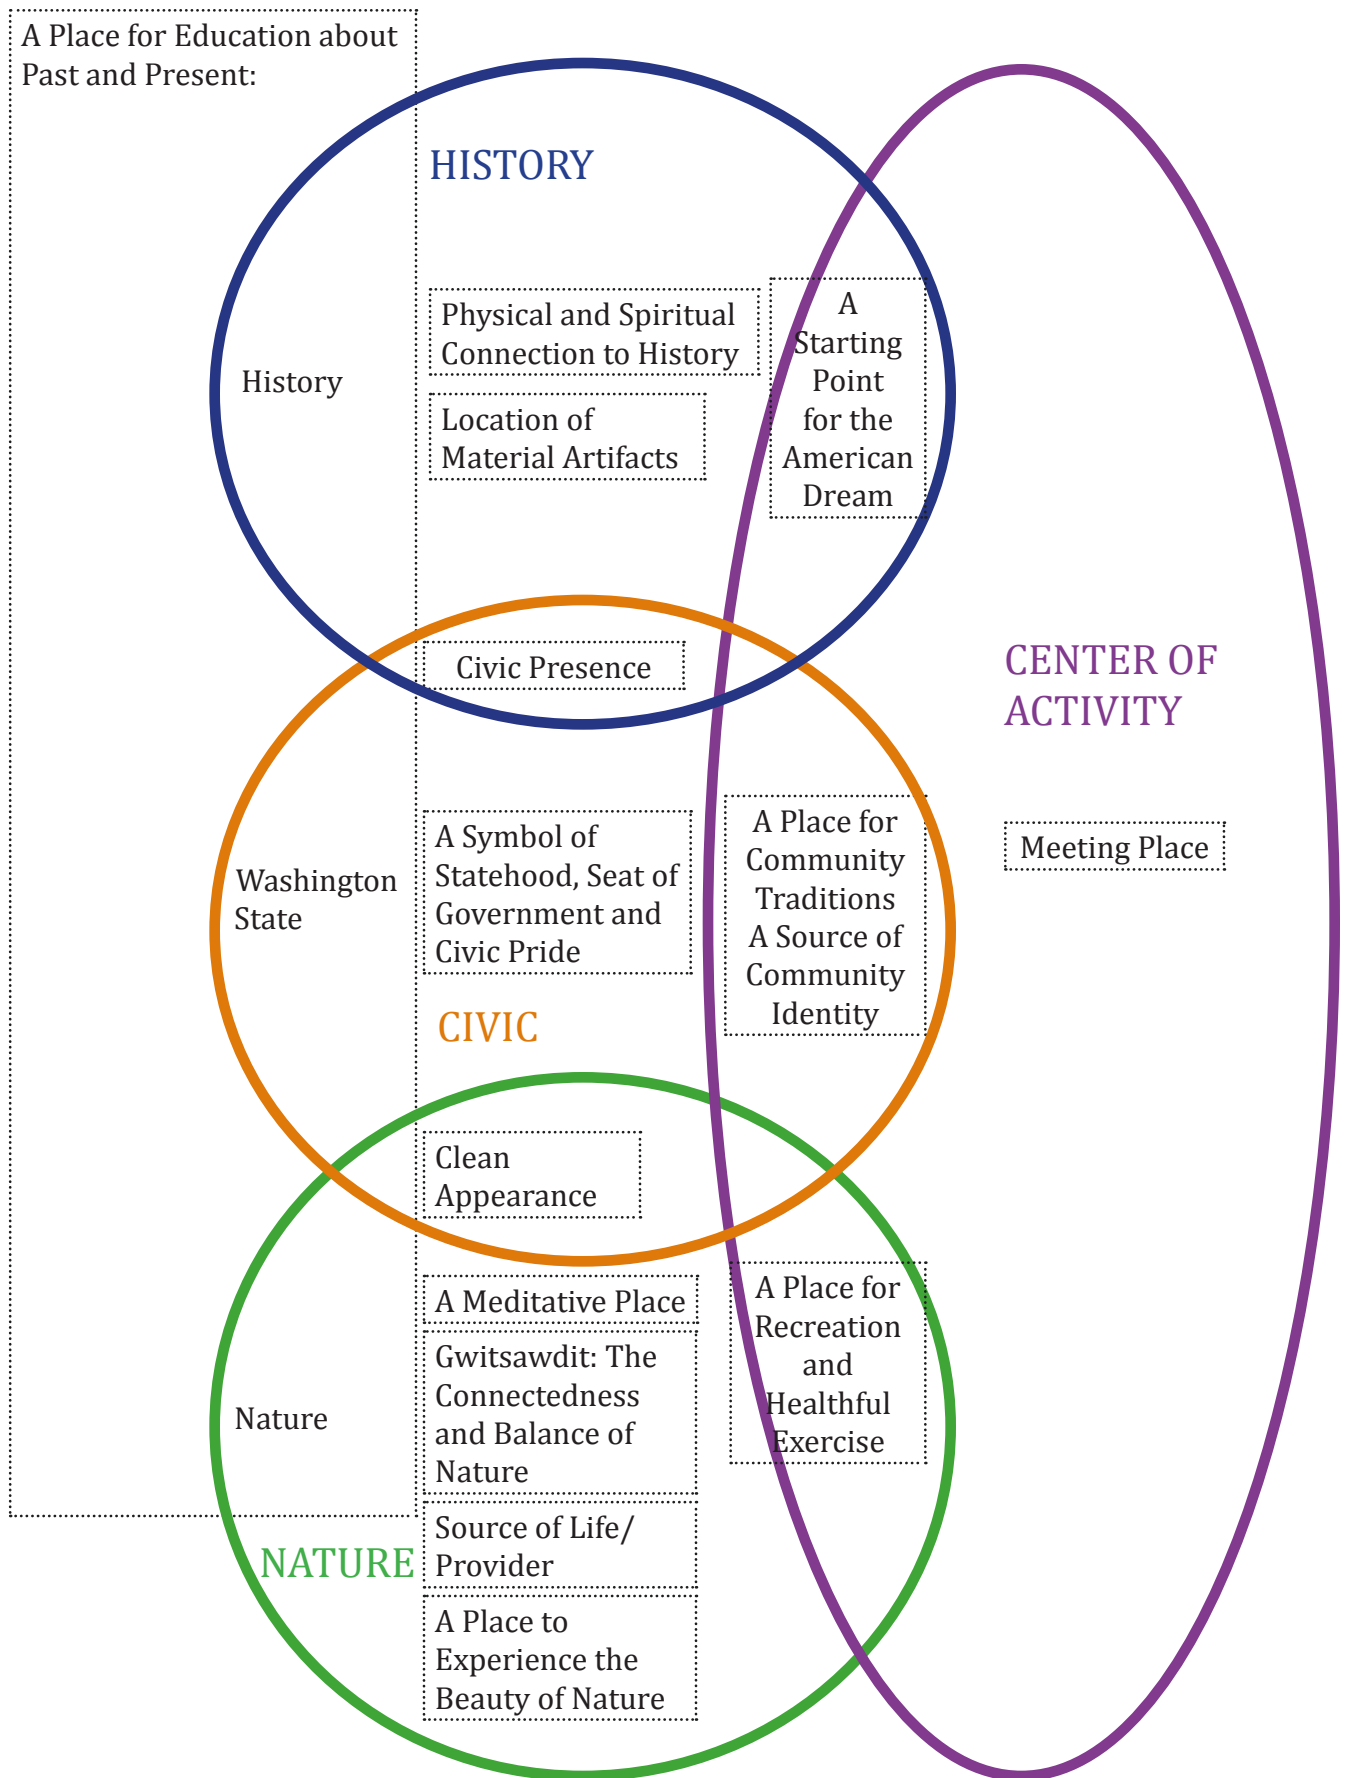 A Place for Education about
Past and Present:
HISTORY
History
Physical and Spiritual
Connection to History
Location of
Material Artifacts
A
Starting
Point
for the
American
Dream
Civic Presence
CENTER OF
ACTIVITY
Meeting Place
Washington
State
A Symbol of
Statehood, Seat of
Government and
Civic Pride
A Place for
Community
Traditions
A Source of
Community
Identity
CIVIC
Clean
Appearance
A Meditative Place
Gwitsawdit: The
Connectedness
and Balance of
Nature
A Place for
Recreation
and
Healthful
Exercise
Nature
NATURE
Source of Life/
Provider
A Place to
Experience the
Beauty of Nature